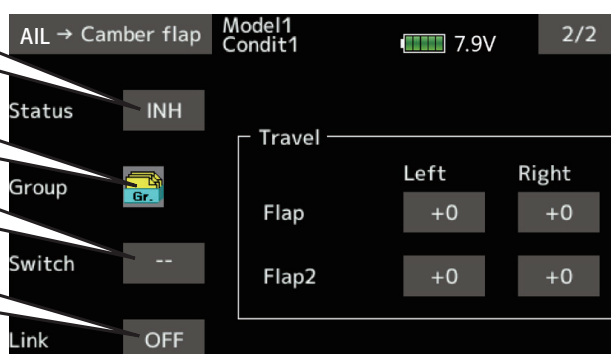 AIL → Camber flap Model1 Condit1 7.9V 2/2
Status INH
Travel
Left Right
Group Gr.
Flap +0 +0
Switch --
Flap2 +0 +0
Link OFF